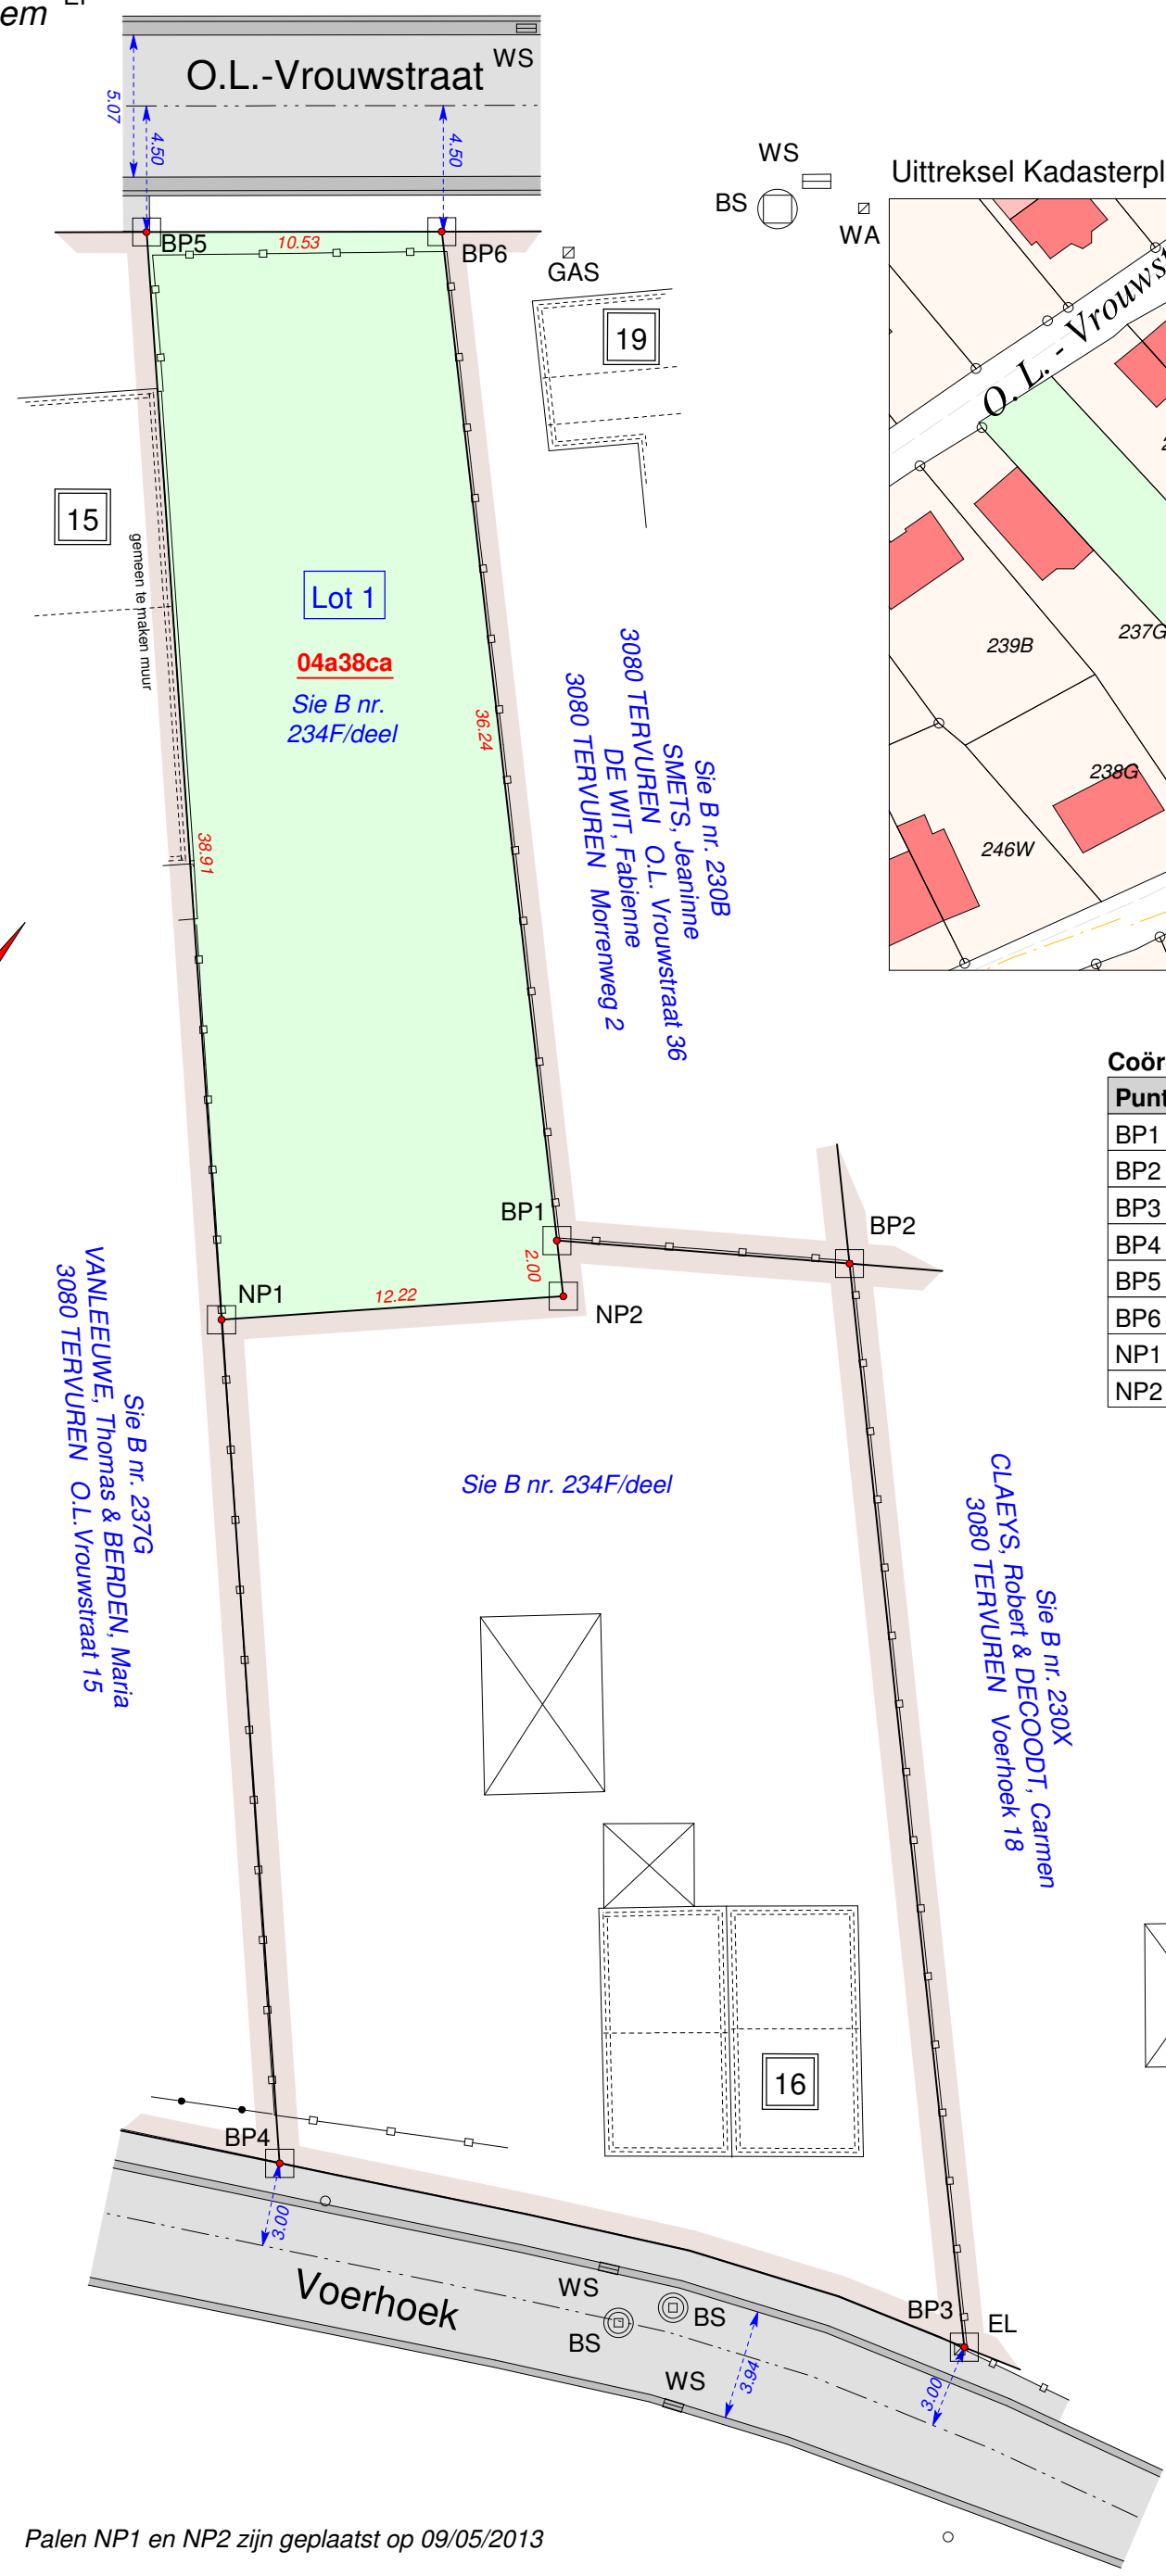 em
O.L.-Vrouwstraat
WS
5.07
4.50
4.50
WS
BS
WA
Uittreksel Kadasterpl
BP5
10.53
BP6
GAS
19
O.L.-Vrouwst
15
gemeen te maken muur
Lot 1
04a38ca
Sie B nr.
234F/deel
36.24
38.91
Sie B nr. 230B
SMETS, Jeaninne
3080 TERVUREN O.L. Vrouwstraat 36
DE WIT, Fabienne
3080 TERVUREN Morrenweg 2
239B
237G
238G
246W
Coör
Punt
BP1
BP2
BP3
BP4
BP5
BP6
NP1
NP2
BP1
BP2
2.00
NP1
12.22
NP2
Sie B nr. 237G
VANLEEUWE, Thomas & BERDEN, Maria
3080 TERVUREN O.L.Vrouwstraat 15
Sie B nr. 234F/deel
Sie B nr. 230X
CLAEYS, Robert & DECOODT, Carmen
3080 TERVUREN Voerhoek 18
16
BP4
3.00
Voerhoek
WS
BS
BS
WS
3.94
BP3
EL
3.00
Palen NP1 en NP2 zijn geplaatst op 09/05/2013